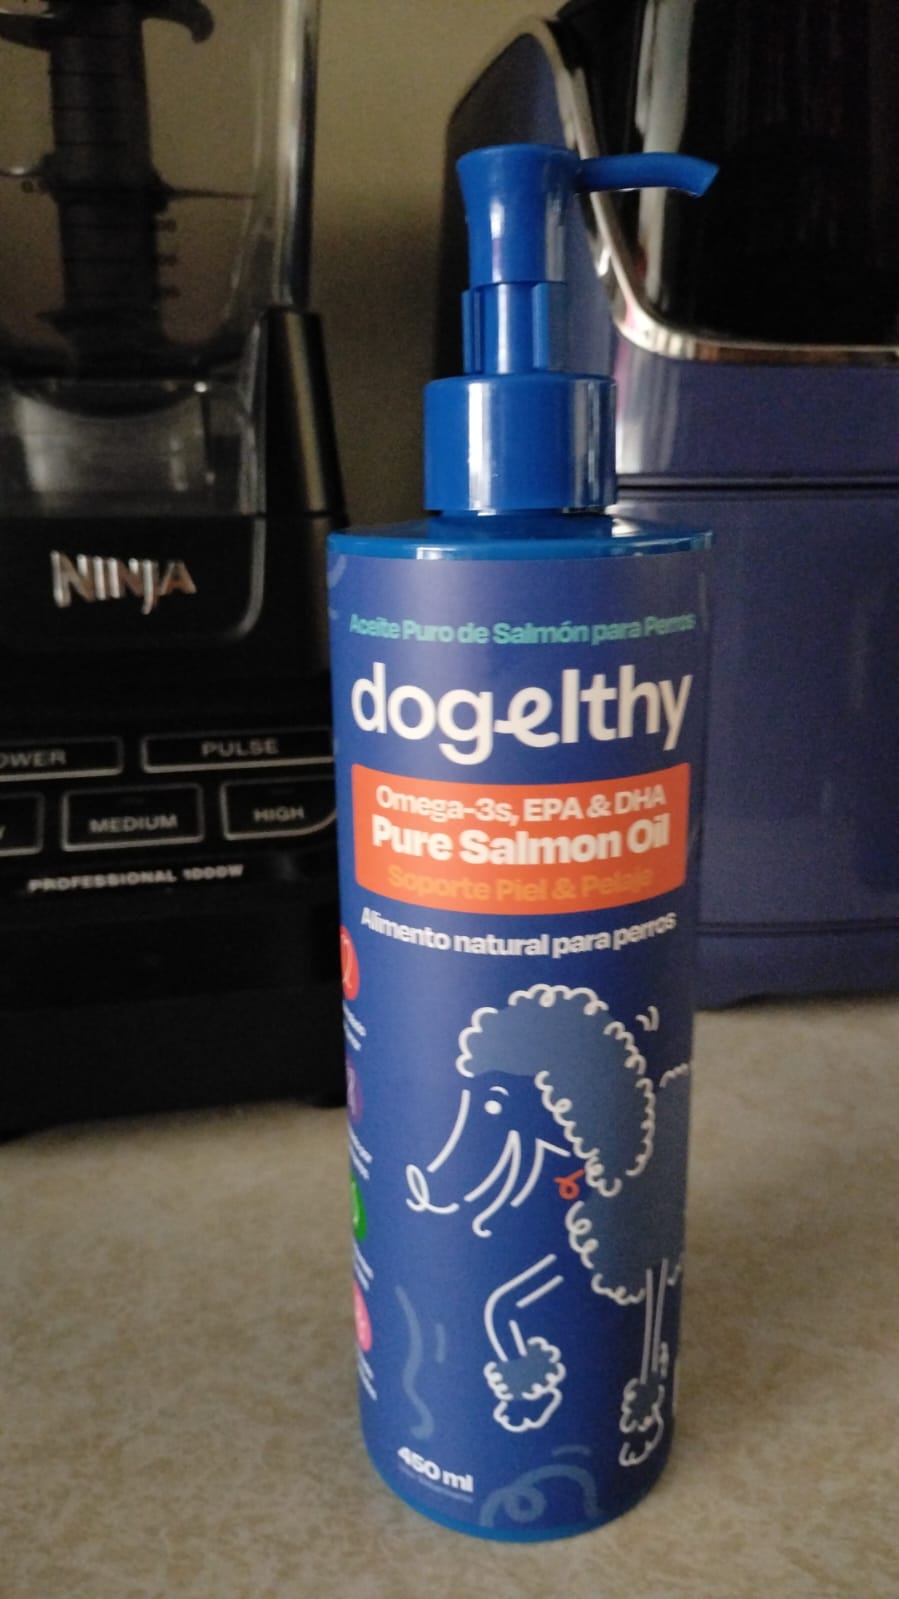 NINJA
PULSE
MEDIUM
HIGH
PROFESSIONAL 1000W
Aceite Puro de Salmón para Perros
dogelthy
Omega-3s, EPA & DHA
Pure Salmon Oil
Soporte Piel & Pelaje
Alimento natural para perros
450 ml